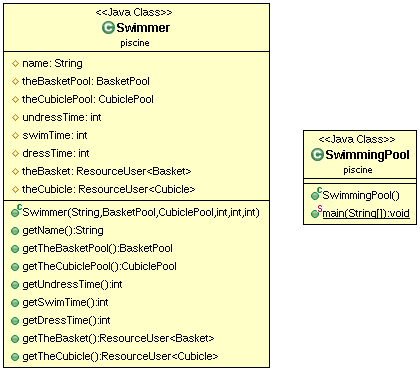 <<Java Class>>
Swimmer
piscine
name: String
theBasketPool: BasketPool
theCubiclePool: CubiclePool
undressTime: int
swimTime: int
dressTime: int
theBasket: ResourceUser<Basket>
theCubicle: ResourceUser<Cubicle>
Swimmer(String,BasketPool,CubiclePool,int,int,int)
getName():String
getTheBasketPool():BasketPool
getTheCubiclePool():CubiclePool
getUndressTime():int
getSwimTime():int
getDressTime():int
getTheBasket():ResourceUser<Basket>
getTheCubicle():ResourceUser<Cubicle>
<<Java Class>>
SwimmingPool
piscine
SwimmingPool()
main(String[]):void